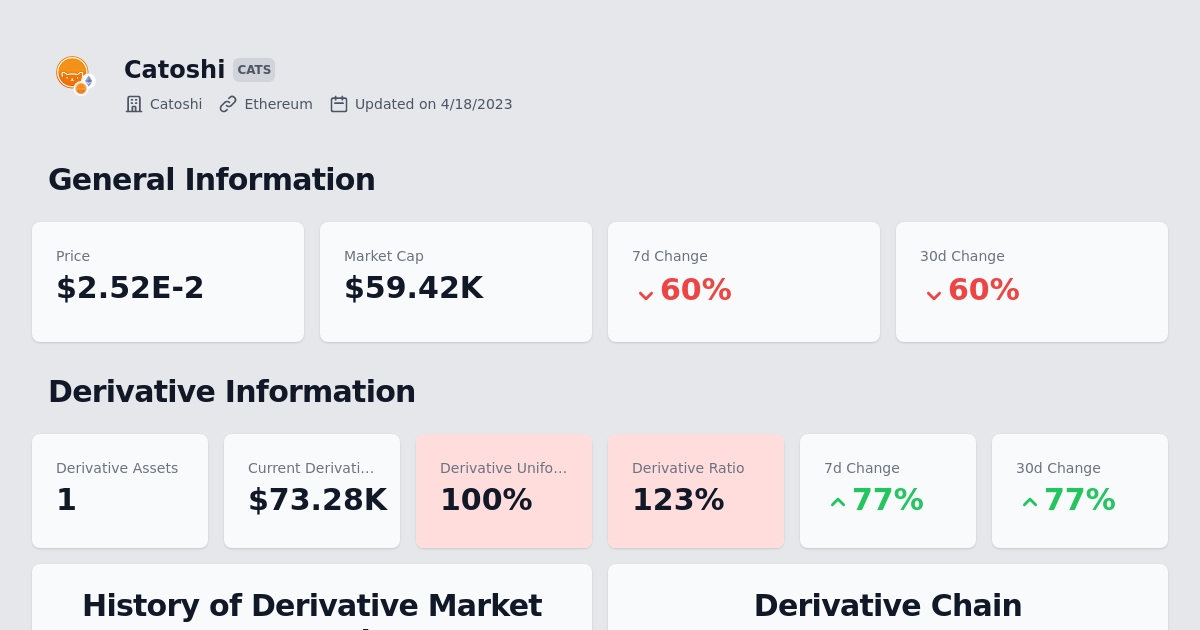 Catoshi CATS
Catoshi Ethereum Updated on 4/18/2023
General Information
Price
$2.52E-2
Market Cap
$59.42K
7d Change
60%
30d Change
60%
Derivative Information
Derivative Assets
1
Current Derivati...
$73.28K
Derivative Unifo...
100%
Derivative Ratio
123%
7d Change
77%
30d Change
77%
History of Derivative Market
Derivative Chain